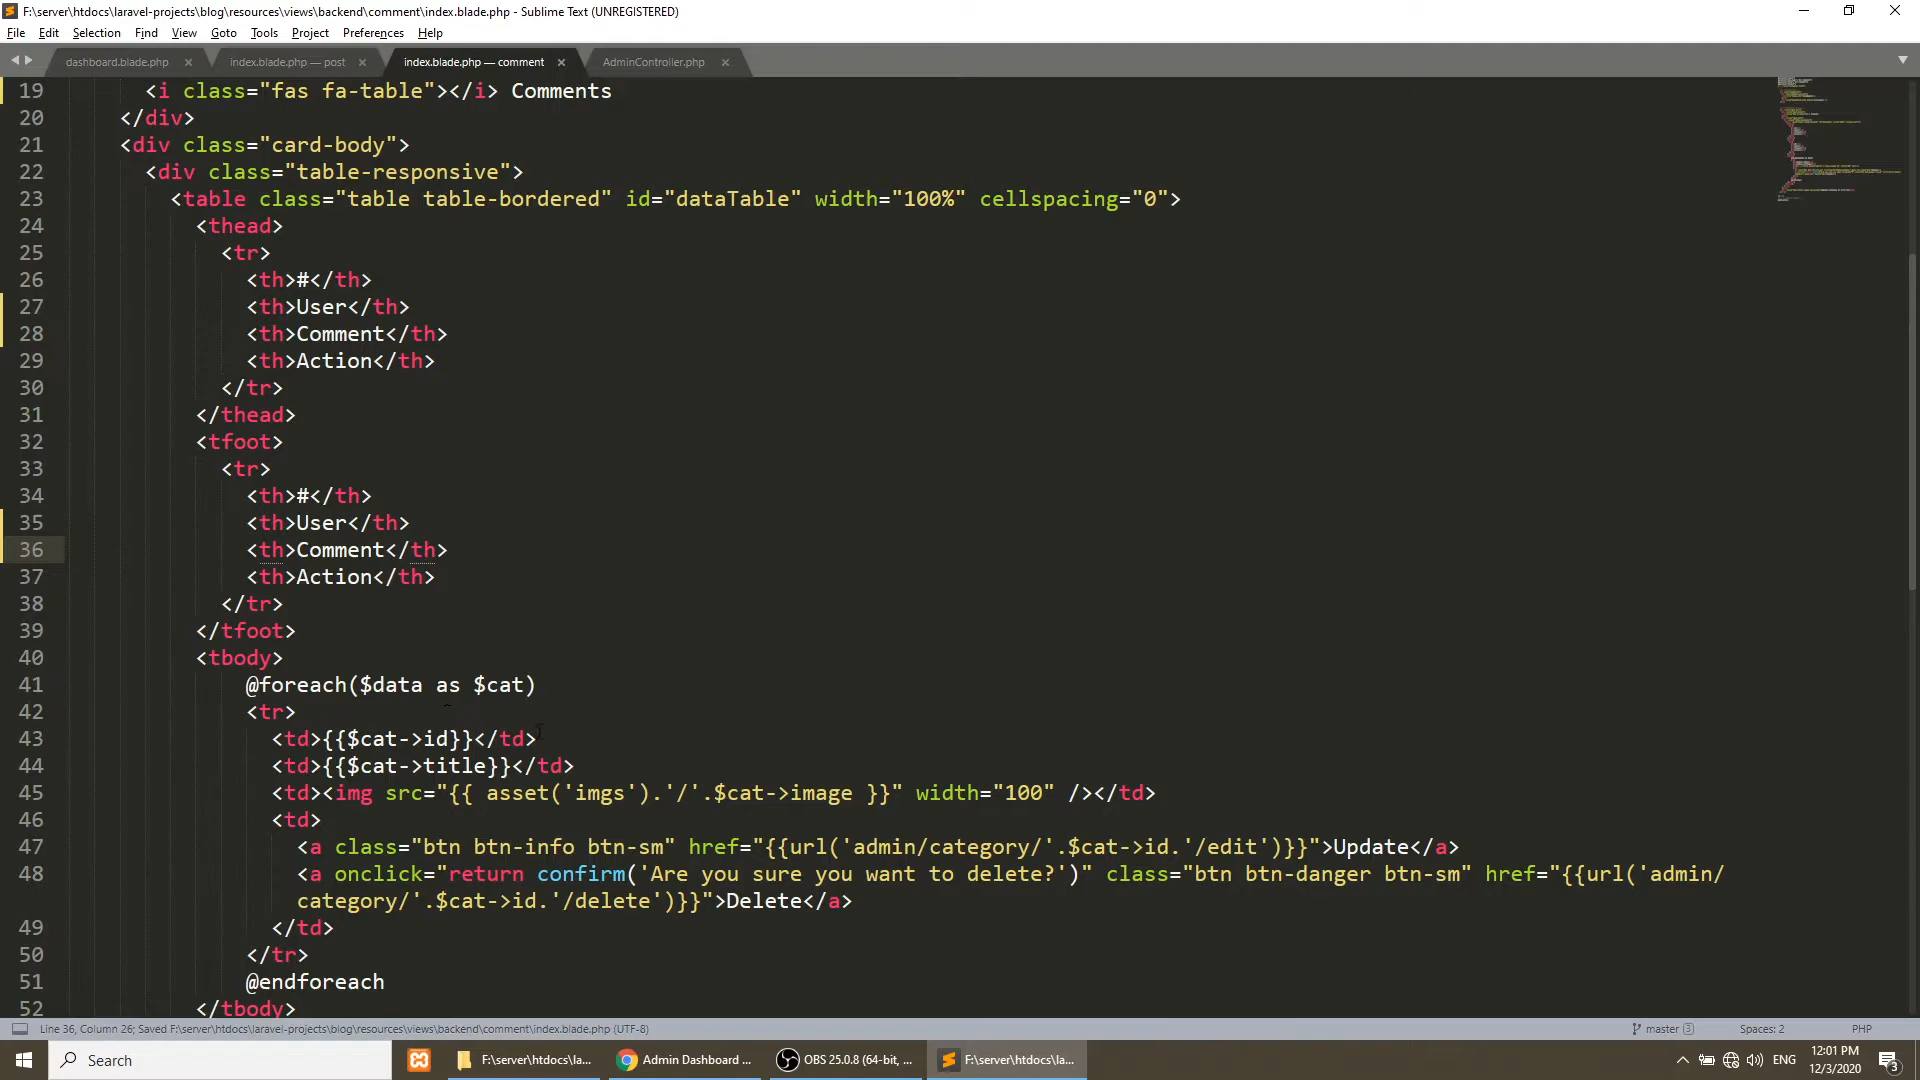 F:\server\htdocs\laravel-projects\blog\resources\views\backend\comment\index.blade.php - Sublime Text (UNREGISTERED)
File Edit Selection Find View Goto Tools Project Preferences Help
dashboard.blade.php index.blade.php — post index.blade.php — comment AdminController.php
19 <i class="fas fa-table"></i> Comments
20 </div>
21 <div class="card-body">
22 <div class="table-responsive">
23 <table class="table table-bordered" id="dataTable" width="100%" cellspacing="0">
24 <thead>
25 <tr>
26 <th>#</th>
27 <th>User</th>
28 <th>Comment</th>
29 <th>Action</th>
30 </tr>
31 </thead>
32 <tfoot>
33 <tr>
34 <th>#</th>
35 <th>User</th>
36 <th>Comment</th>
37 <th>Action</th>
38 </tr>
39 </tfoot>
40 <tbody>
41 @foreach($data as $cat)
42 <tr>
43 <td>{{$cat->id}}</td>
44 <td>{{$cat->title}}</td>
45 <td><img src="{{ asset('imgs').'/'.$cat->image }}" width="100" /></td>
46 <td>
47 <a class="btn btn-info btn-sm" href="{{url('admin/category/'.$cat->id.'/edit')}}">Update</a>
48 <a onclick="return confirm('Are you sure you want to delete?')" class="btn btn-danger btn-sm" href="{{url('admin/
category/'.$cat->id.'/delete')}}">Delete</a>
49 </td>
50 </tr>
51 @endforeach
52 </tbody>
Line 36, Column 26; Saved F:\server\htdocs\laravel-projects\blog\resources\views\backend\comment\index.blade.php (UTF-8) master 3 Spaces: 2 PHP
Search F:\server\htdocs\la... Admin Dashboard ... OBS 25.0.8 (64-bit, ... F:\server\htdocs\la... ENG 12:01 PM 3
12/3/2020